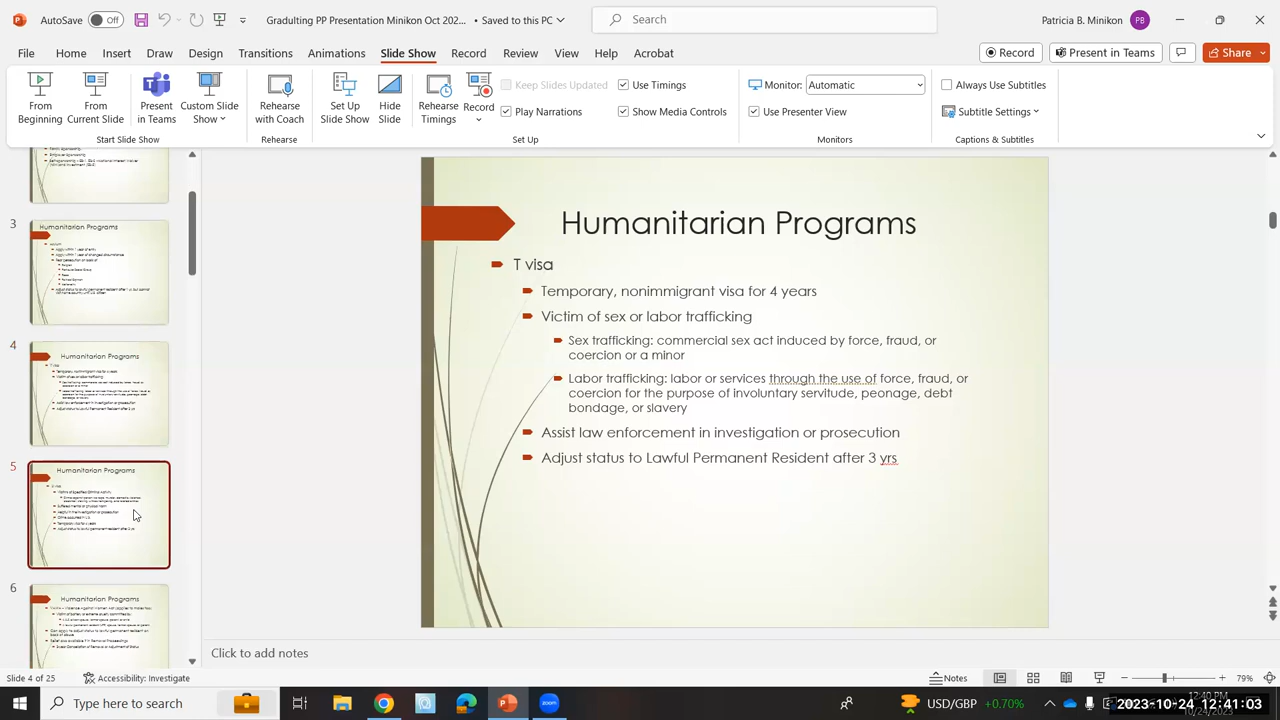 AutoSave Off Gradulting PP Presentation Minikon Oct 202... • Saved to this PC Search Patricia B. Minikon PB
File Home Insert Draw Design Transitions Animations Slide Show Record Review View Help Acrobat Record Present in Teams Share
From Beginning
From Current Slide
Present in Teams
Custom Slide Show
Rehearse with Coach
Set Up Slide Show
Hide Slide
Rehearse Timings
Record
Keep Slides Updated Use Timings
Play Narrations Show Media Controls
Monitor: Automatic
Use Presenter View
Always Use Subtitles
Subtitle Settings
Start Slide Show Rehearse Set Up Monitors Captions & Subtitles
3
Humanitarian Programs
4
Humanitarian Programs
5
Humanitarian Programs
6
Humanitarian Programs
Humanitarian Programs
T visa
Temporary, nonimmigrant visa for 4 years
Victim of sex or labor trafficking
Sex trafficking: commercial sex act induced by force, fraud, or
coercion or a minor
Labor trafficking: labor or services through the use of force, fraud, or
coercion for the purpose of involuntary servitude, peonage, debt
bondage, or slavery
Assist law enforcement in investigation or prosecution
Adjust status to Lawful Permanent Resident after 3 yrs
Click to add notes
Slide 4 of 25 Accessibility: Investigate Notes 79%
Type here to search zoom USD/GBP +0.70% 12:40 PM
2023-10-24 12:41:03